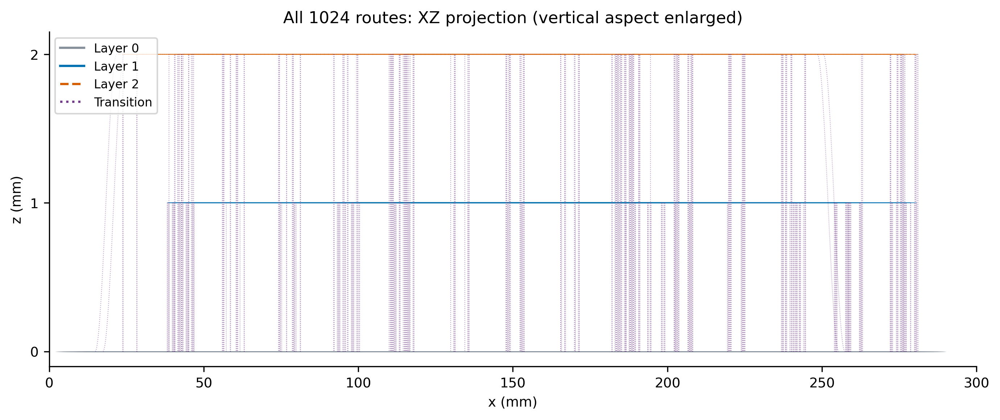 All 1024 routes: XZ projection (vertical aspect enlarged)
Layer 0
Layer 1
Layer 2
Transition
z (mm)
2
1
0
0 50 100 150 200 250 300
x (mm)